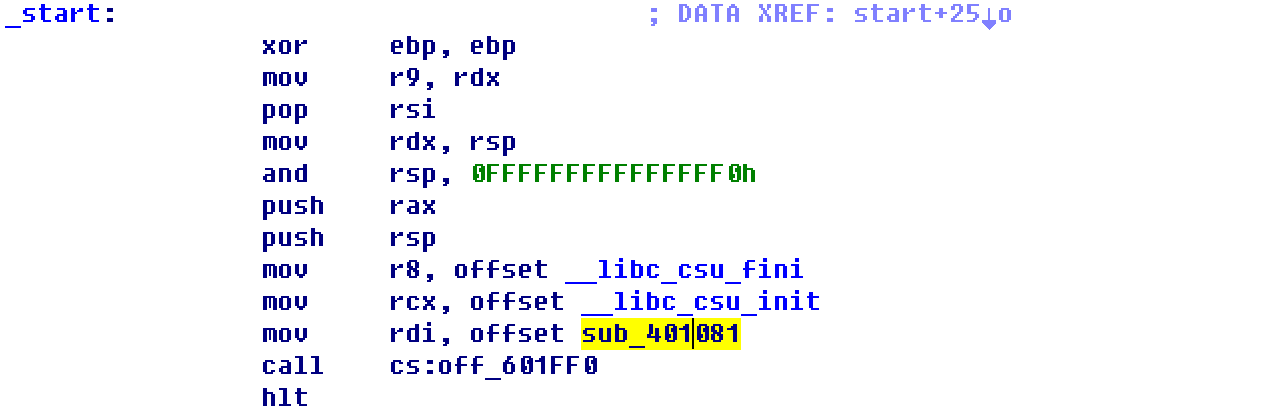 _start: ; DATA XREF: start+25↓o
xor ebp, ebp
mov r9, rdx
pop rsi
mov rdx, rsp
and rsp, 0FFFFFFFFFFFFFFF0h
push rax
push rsp
mov r8, offset __libc_csu_fini
mov rcx, offset __libc_csu_init
mov rdi, offset sub_401081
call cs:off_601FF0
hlt